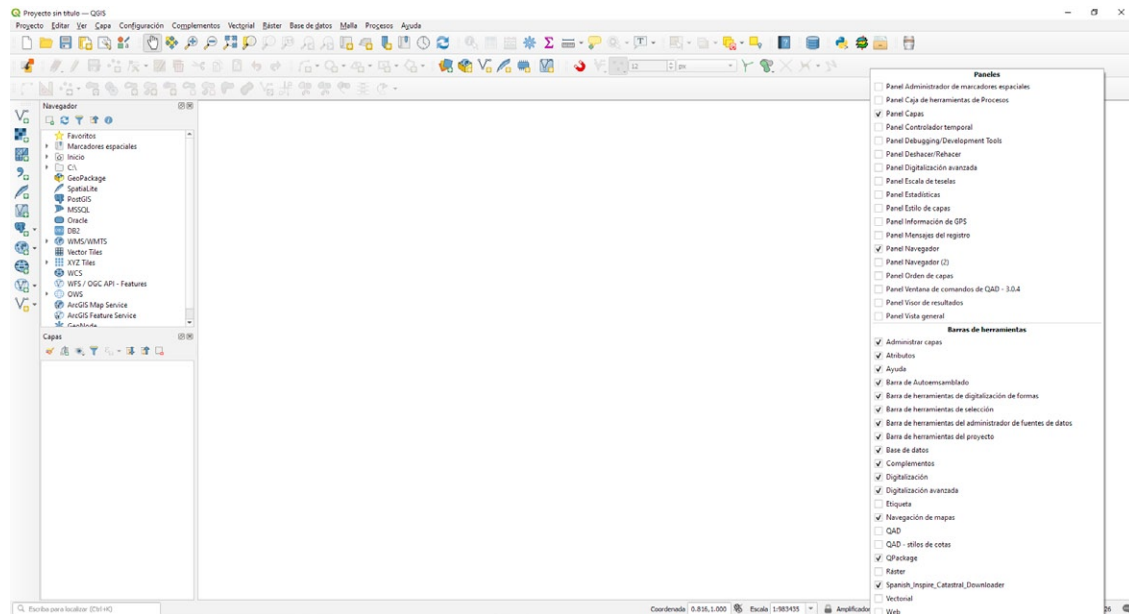 Proyecto sin título — QGIS
Proyecto Editar Ver Capa Configuración Complementos Vectorial Ráster Base de datos Malla Procesos Ayuda
12 px
Navegador
Favoritos
Marcadores espaciales
Inicio
C:\
GeoPackage
SpatiaLite
PostGIS
MSSQL
Oracle
DB2
WMS/WMTS
Vector Tiles
XYZ Tiles
WCS
WFS / OGC API - Features
OWS
ArcGIS Map Service
ArcGIS Feature Service
GeoNode
Capas
Paneles
Panel Administrador de marcadores espaciales
Panel Caja de herramientas de Procesos
Panel Capas
Panel Controlador temporal
Panel Debugging/Development Tools
Panel Deshacer/Rehacer
Panel Digitalización avanzada
Panel Escala de teselas
Panel Estadísticas
Panel Estilo de capas
Panel Información de GPS
Panel Mensajes del registro
Panel Navegador
Panel Navegador (2)
Panel Orden de capas
Panel Ventana de comandos de QAD - 3.0.4
Panel Visor de resultados
Panel Vista general
Barras de herramientas
Administrar capas
Atributos
Ayuda
Barra de Autoensamblado
Barra de herramientas de digitalización de formas
Barra de herramientas de selección
Barra de herramientas del administrador de fuentes de datos
Barra de herramientas del proyecto
Base de datos
Complementos
Digitalización
Digitalización avanzada
Etiqueta
Navegación de mapas
QAD
QAD - stilos de cotas
QPackage
Ráster
Spanish_Inspire_Catastral_Downloader
Vectorial
Web
Escriba para localizar (Ctrl+K)
Coordenada 0.816,1.000 Escala 1:983435 Amplificador